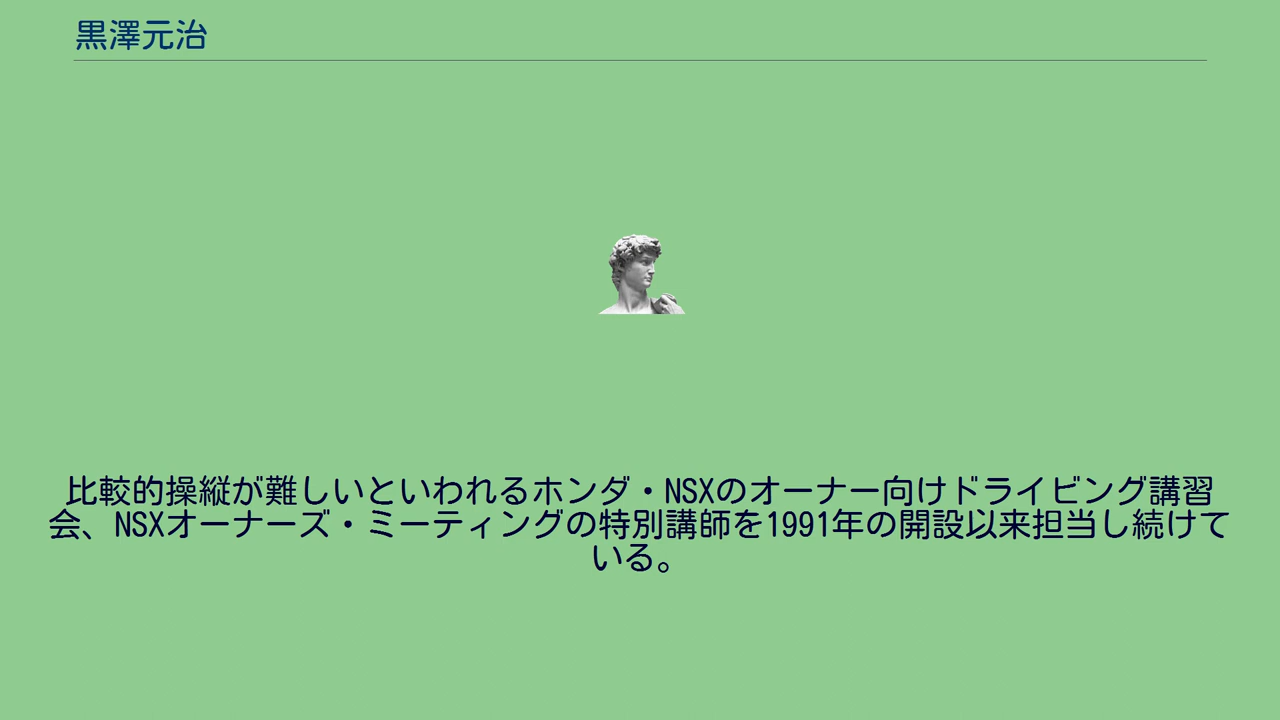 黒澤元治
比較的操縦が難しいといわれるホンダ・NSXのオーナー向けドライビング講習
会、NSXオーナーズ・ミーティングの特別講師を1991年の開設以来担当し続けて
いる。